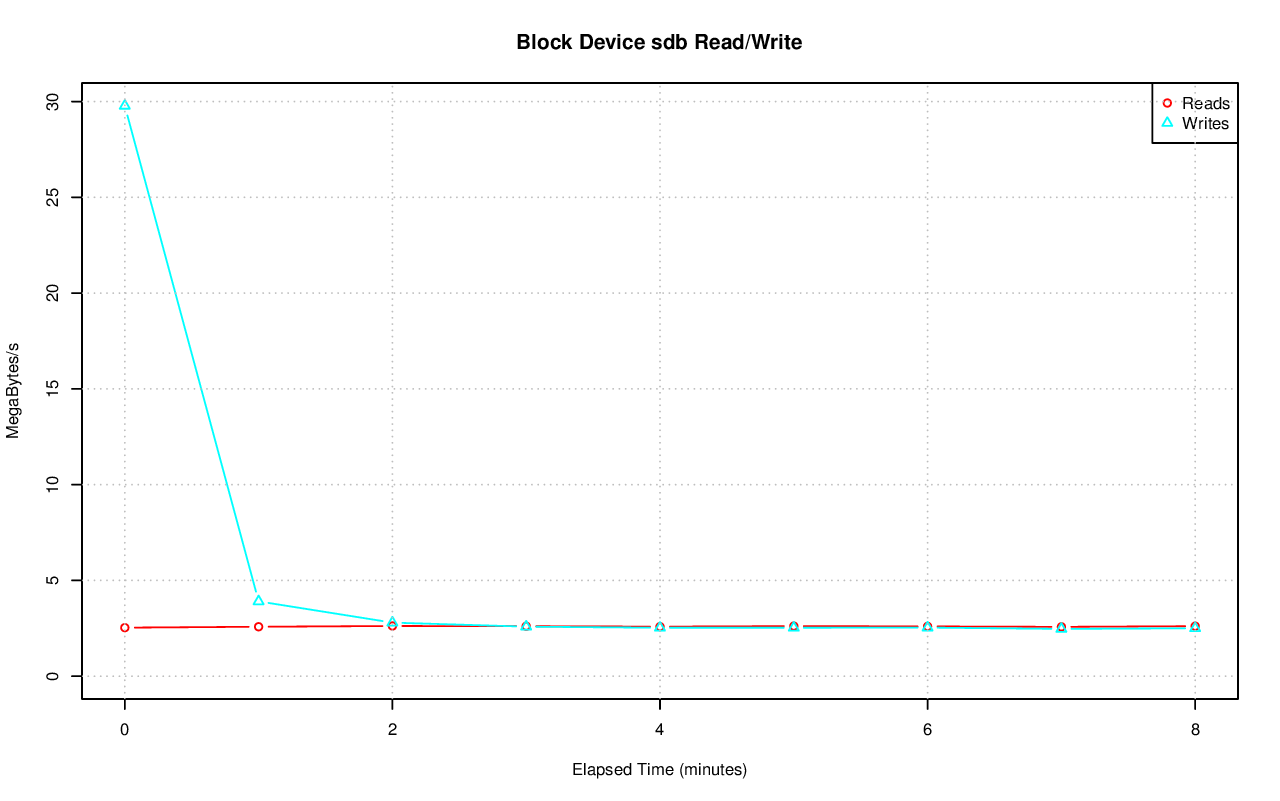 Block Device sdb Read/Write
Reads
Writes
30
25
20
15
10
5
0
MegaBytes/s
0 2 4 6 8
Elapsed Time (minutes)